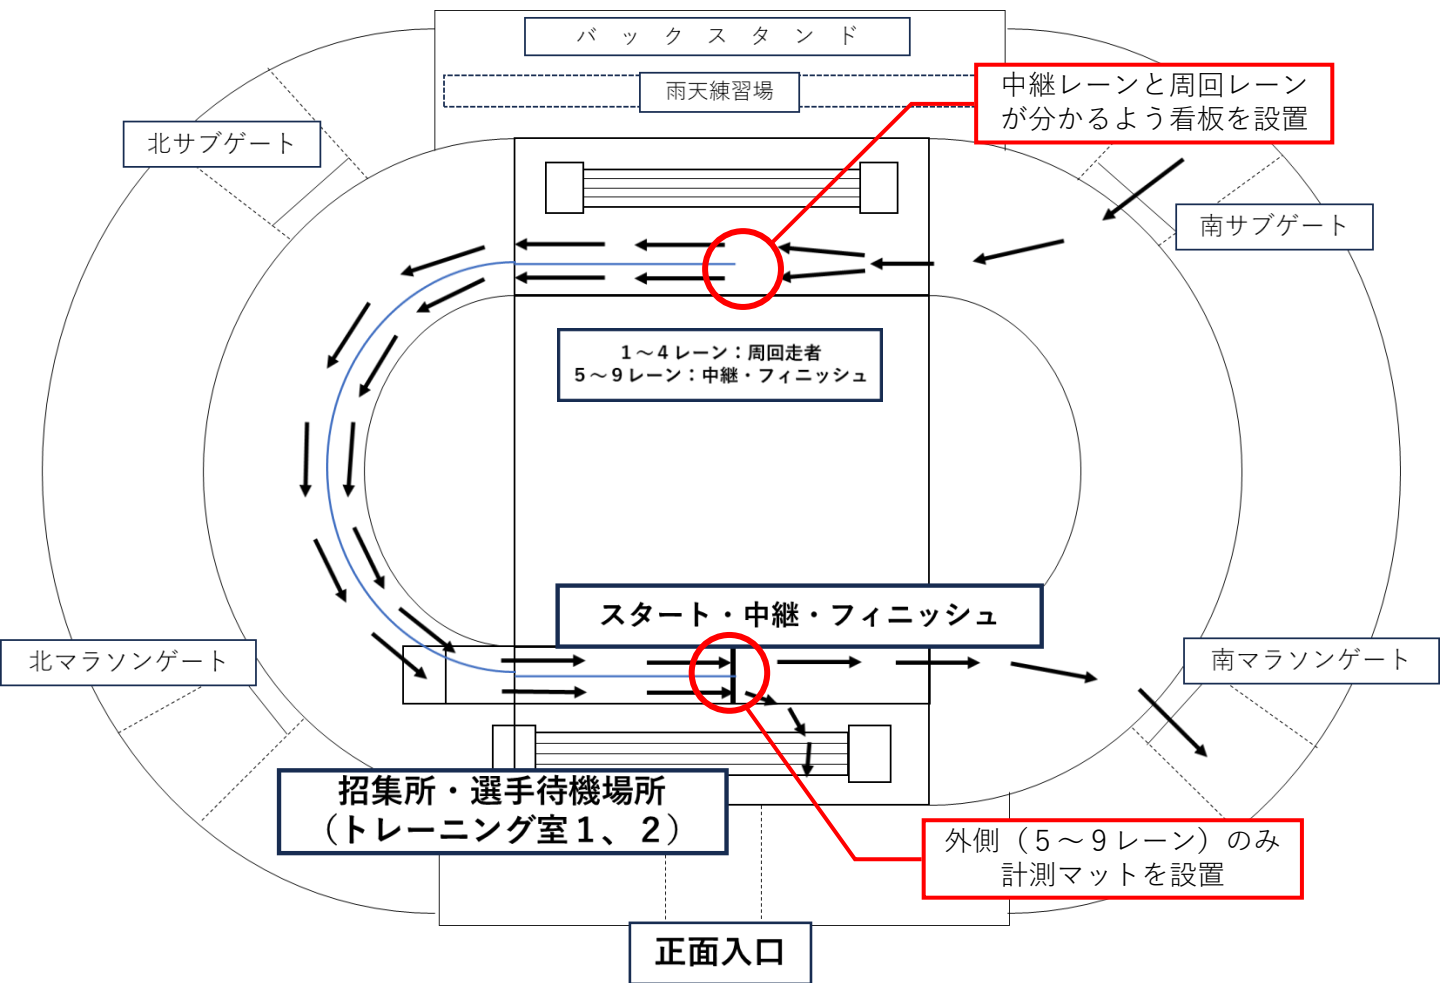 バックスタンド
雨天練習場
中継レーンと周回レーン
が分かるよう看板を設置
北サブゲート
南サブゲート
1～4レーン：周回走者
5～9レーン：中継・フィニッシュ
スタート・中継・フィニッシュ
北マラソンゲート
南マラソンゲート
招集所・選手待機場所
（トレーニング室１、２）
外側（5～9レーン）のみ
計測マットを設置
正面入口